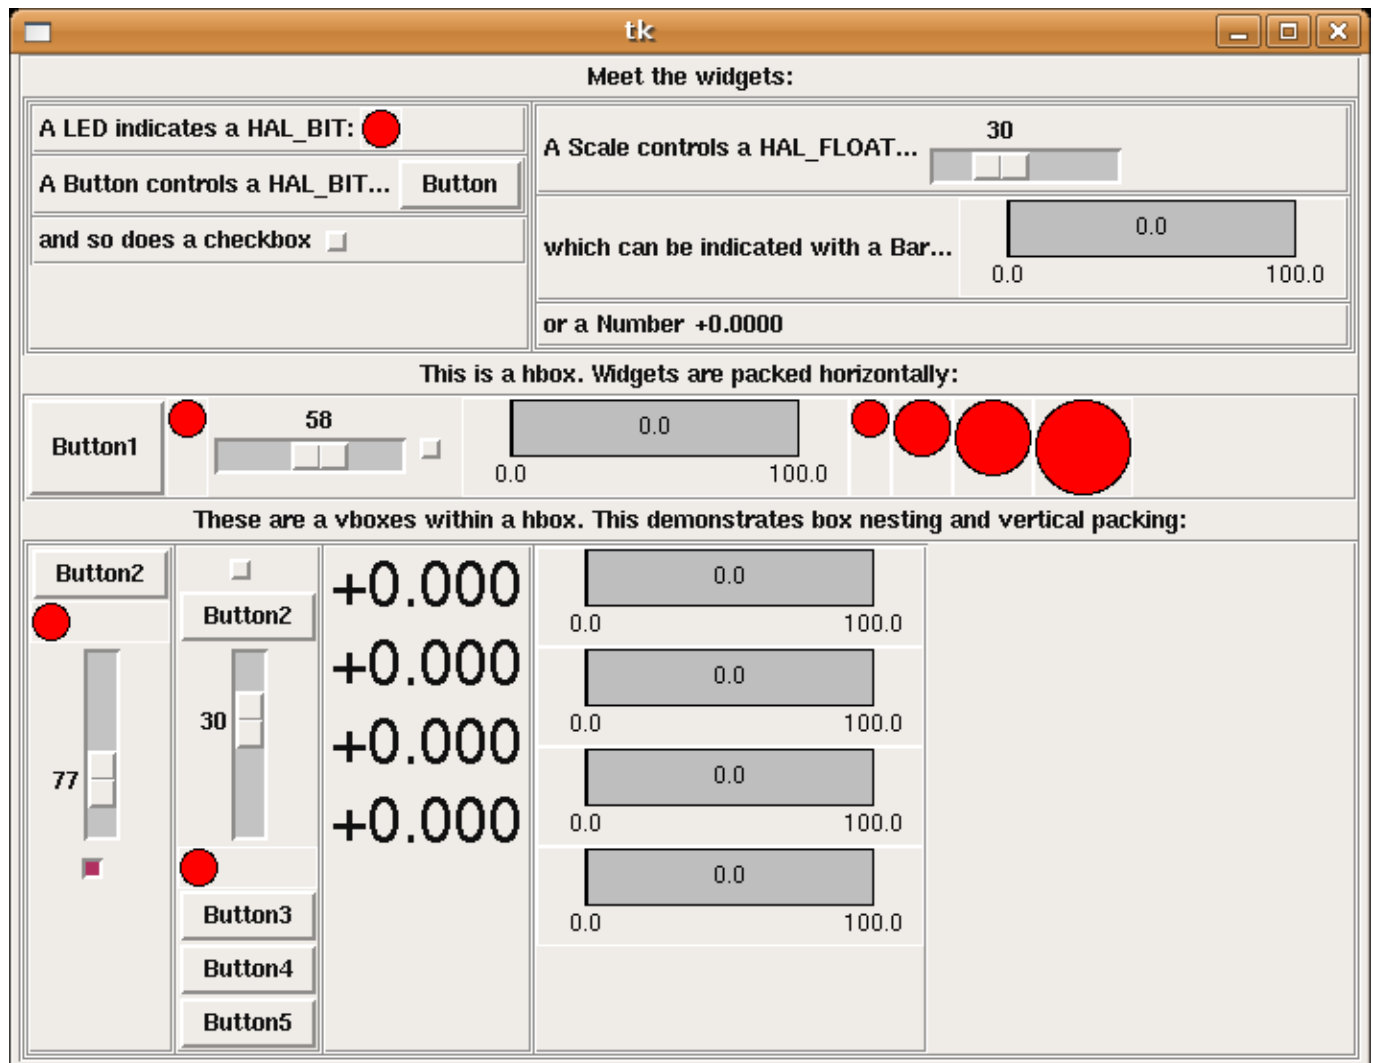 tk
Meet the widgets:
A LED indicates a HAL_BIT:
A Button controls a HAL_BIT... Button
and so does a checkbox
A Scale controls a HAL_FLOAT... 30
which can be indicated with a Bar... 0.0
0.0 100.0
or a Number +0.0000
This is a hbox. Widgets are packed horizontally:
Button1
58
0.0
0.0 100.0
These are a vboxes within a hbox. This demonstrates box nesting and vertical packing:
Button2
77
Button2
30
Button3
Button4
Button5
+0.000
+0.000
+0.000
+0.000
0.0
0.0 100.0
0.0
0.0 100.0
0.0
0.0 100.0
0.0
0.0 100.0